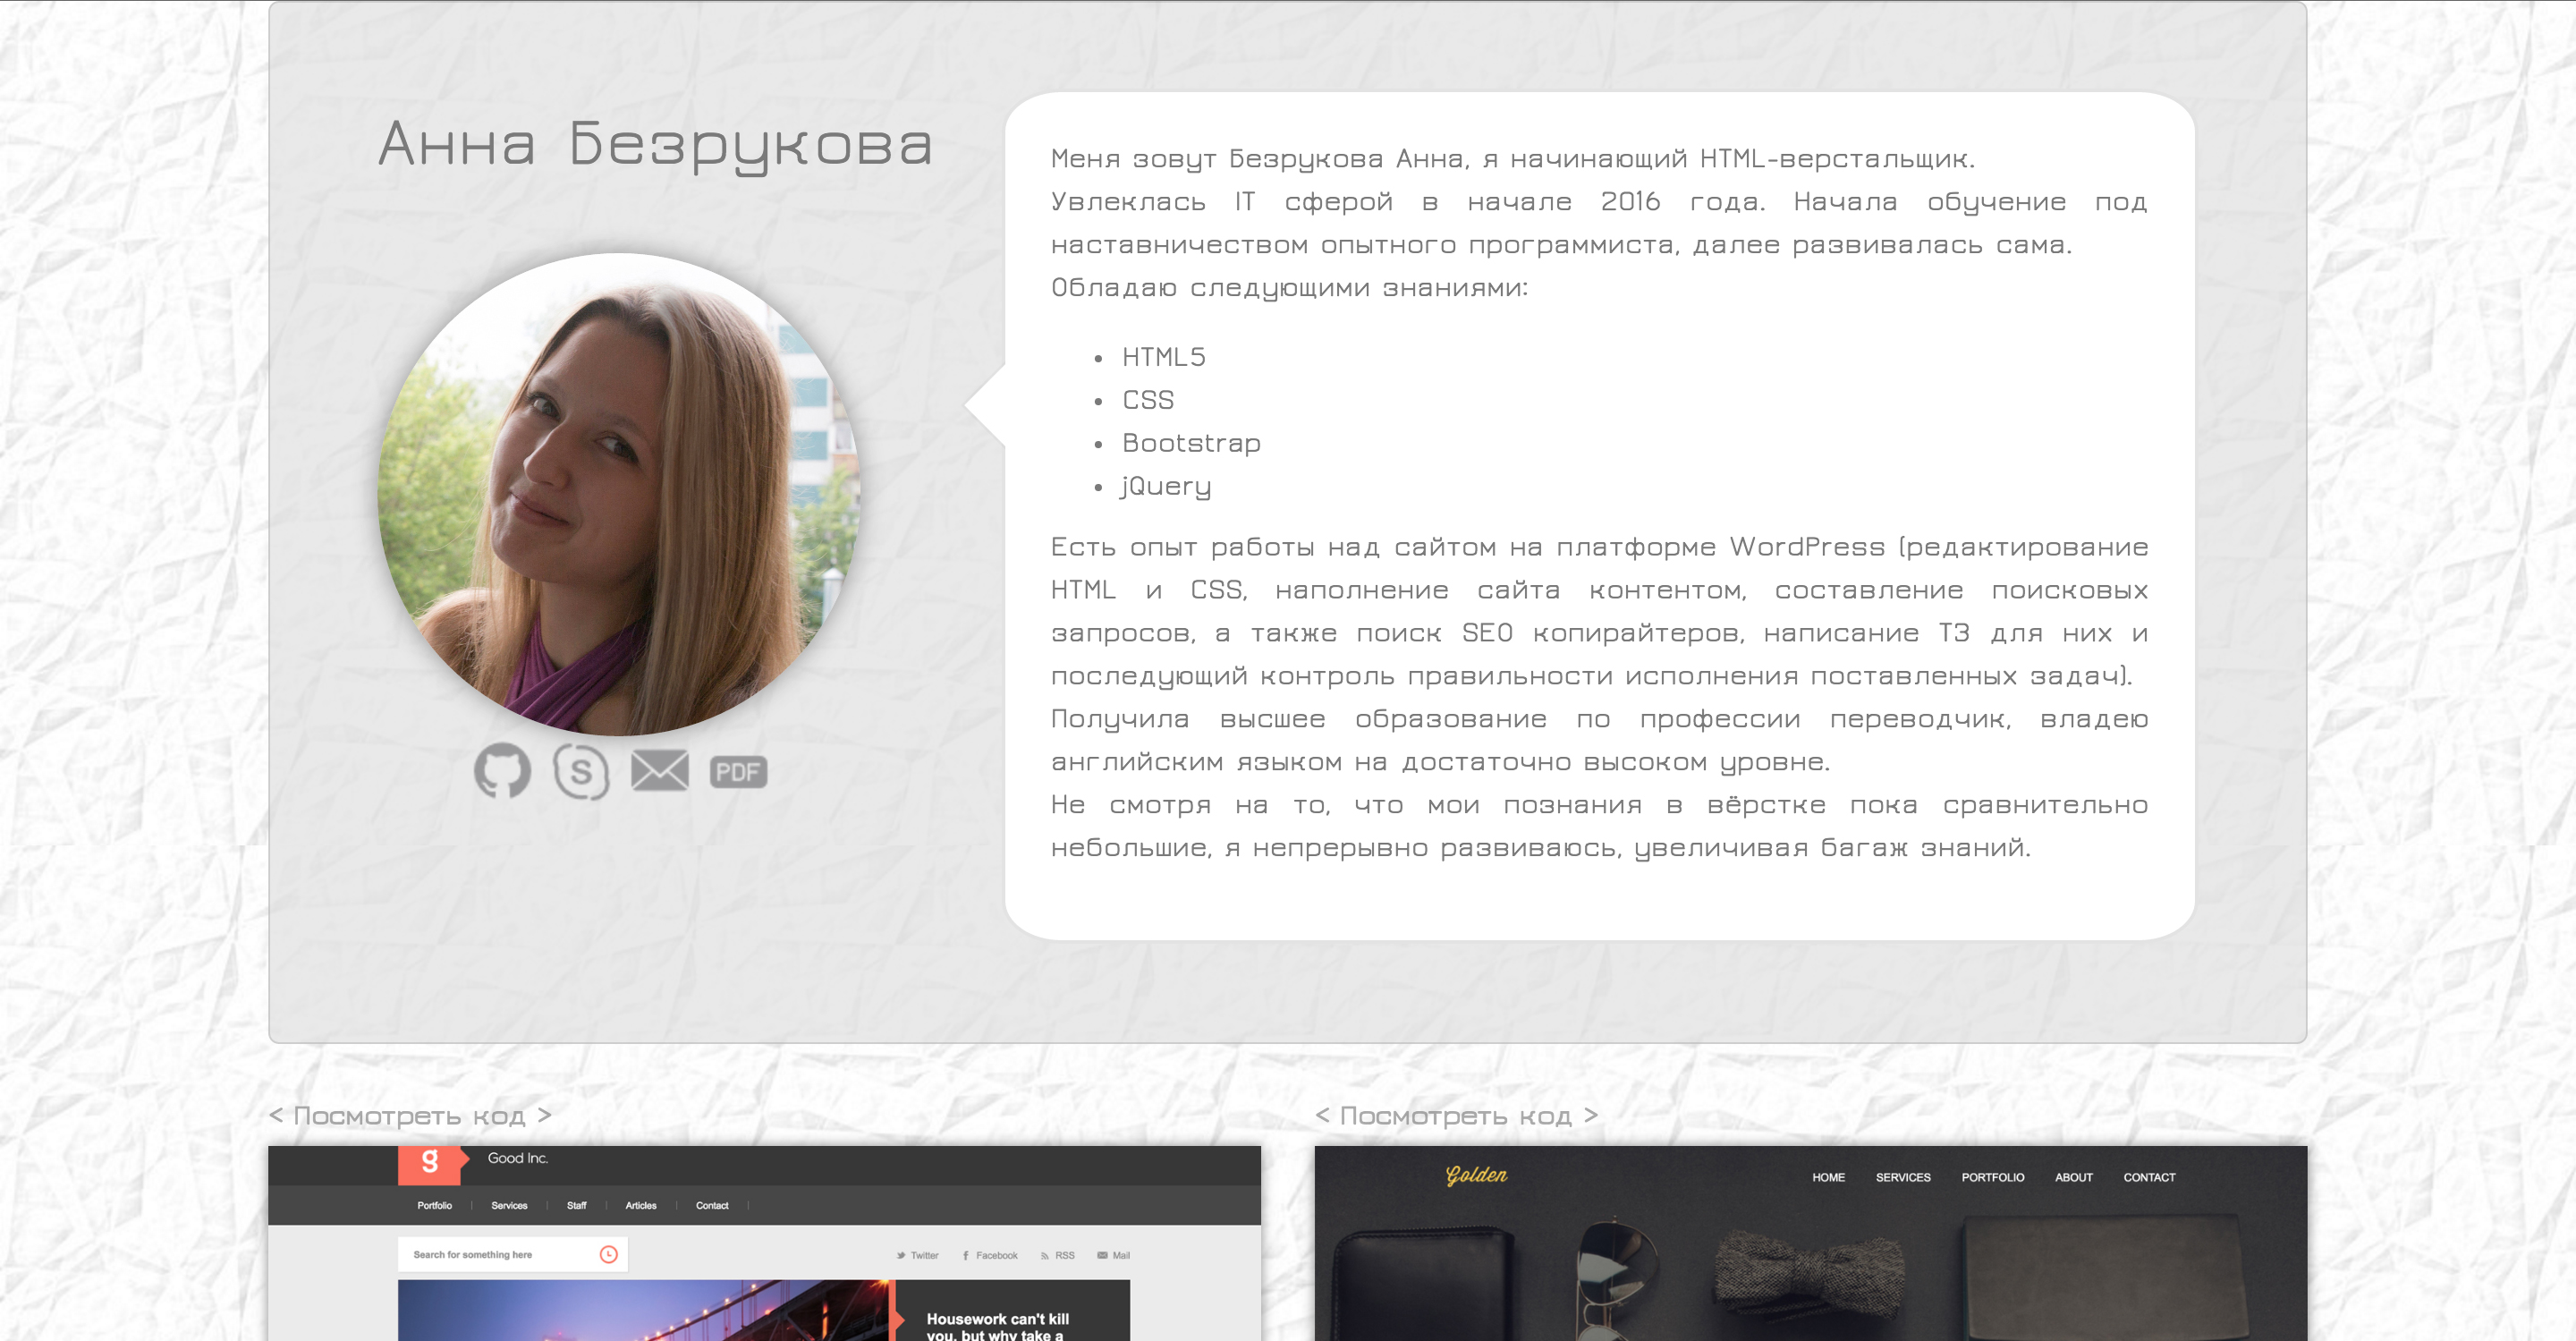 Анна Безрукова
Меня зовут Безрукова Анна, я начинающий HTML-верстальщик.
Увлеклась IT сферой в начале 2016 года. Начала обучение под
наставничеством опытного программиста, далее развивалась сама.
Обладаю следующими знаниями:
• HTML5
• CSS
• Bootstrap
• jQuery
Есть опыт работы над сайтом на платформе WordPress (редактирование
HTML и CSS, наполнение сайта контентом, составление поисковых
запросов, а также поиск SEO копирайтеров, написание ТЗ для них и
последующий контроль правильности исполнения поставленных задач).
Получила высшее образование по профессии переводчик, владею
английским языком на достаточно высоком уровне.
Не смотря на то, что мои познания в вёрстке пока сравнительно
небольшие, я непрерывно развиваюсь, увеличивая багаж знаний.
S
PDF
< Посмотреть код >
g Good Inc.
Portfolio | Services | Staff | Articles | Contact |
Search for something here
Twitter Facebook RSS Mail
Housework can't kill
you, but why take a
< Посмотреть код >
Golden
HOME SERVICES PORTFOLIO ABOUT CONTACT